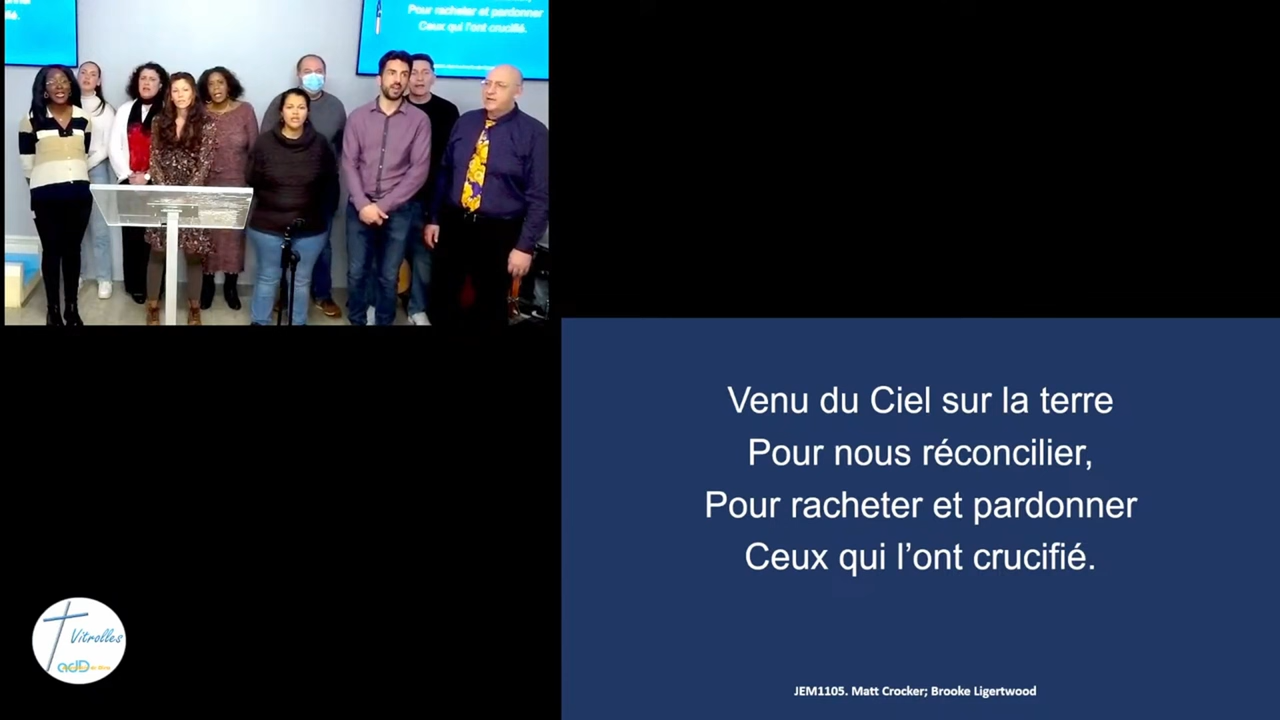 Pour racheter et pardonner
Ceux qui l'ont crucifié.
Venu du Ciel sur la terre
Pour nous réconcilier,
Pour racheter et pardonner
Ceux qui l’ont crucifié.
JEM1105. Matt Crocker; Brooke Ligertwood
Vitrolles
adD